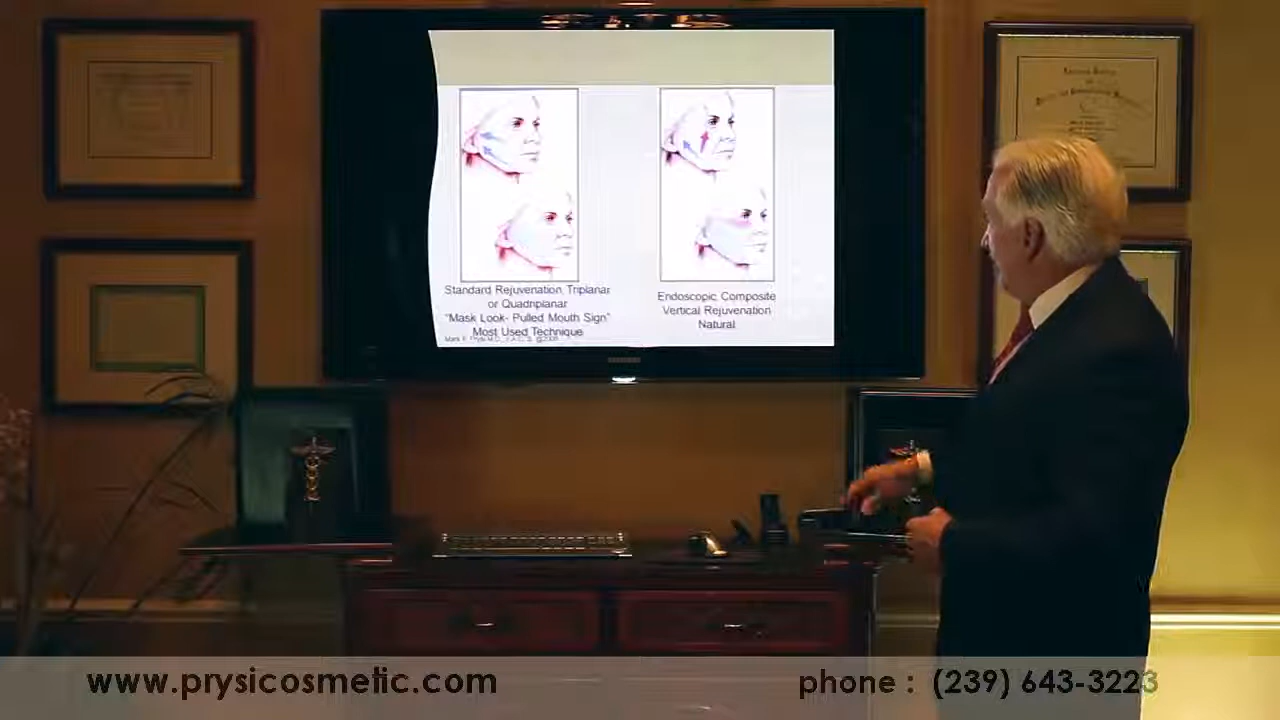 Standard Rejuvenation Triplanar
or Quadriplanar
"Mask Look- Pulled Mouth Sign"
Most Used Technique
Endoscopic Composite
Vertical Rejuvenation
Natural
www.prysicosmetic.com
phone : (239) 643-3223